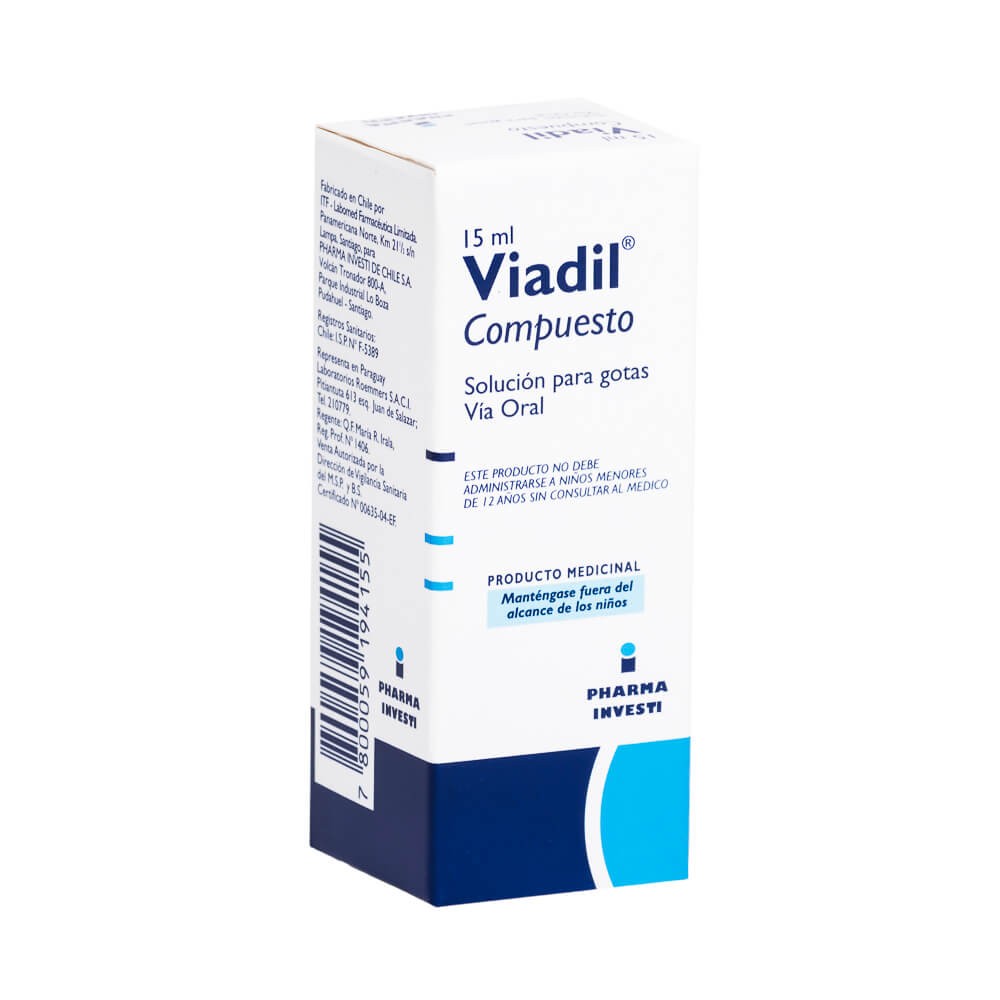 15 ml
Viadil
Compuesto
Fabricado en Chile por
ITF - Labomed Farmacéutica Limitada.
Panamericana Norte, Km 21½ s/n
Lampa, Santiago, para
PHARMA INVESTI DE CHILE S.A.
Volcán Tronador 800-A.
Parque Industrial Lo Boza
Pudahuel - Santiago.
Registros Sanitarios:
Chile: I.S.P. N° F-5389
Representa en Paraguay
Laboratorios Roemmers S.A.C.I.
Pitiantuta 613 esq. Juan de Salazar;
Tel. 210779.
Regente: Q.F. María R. Irala,
Reg. Prof. N° 1406.
Venta Autorizada por la
Dirección de Vigilancia Sanitaria
del M.S.P. y B.S.
Certificado N° 00635-04-EF.
7 800059 194155
PHARMA
INVESTI
15 ml
Viadil®
Compuesto
Solución para gotas
Vía Oral
ESTE PRODUCTO NO DEBE
ADMINISTRARSE A NIÑOS MENORES
DE 12 AÑOS SIN CONSULTAR AL MEDICO
PRODUCTO MEDICINAL
Manténgase fuera del
alcance de los niños
PHARMA
INVESTI